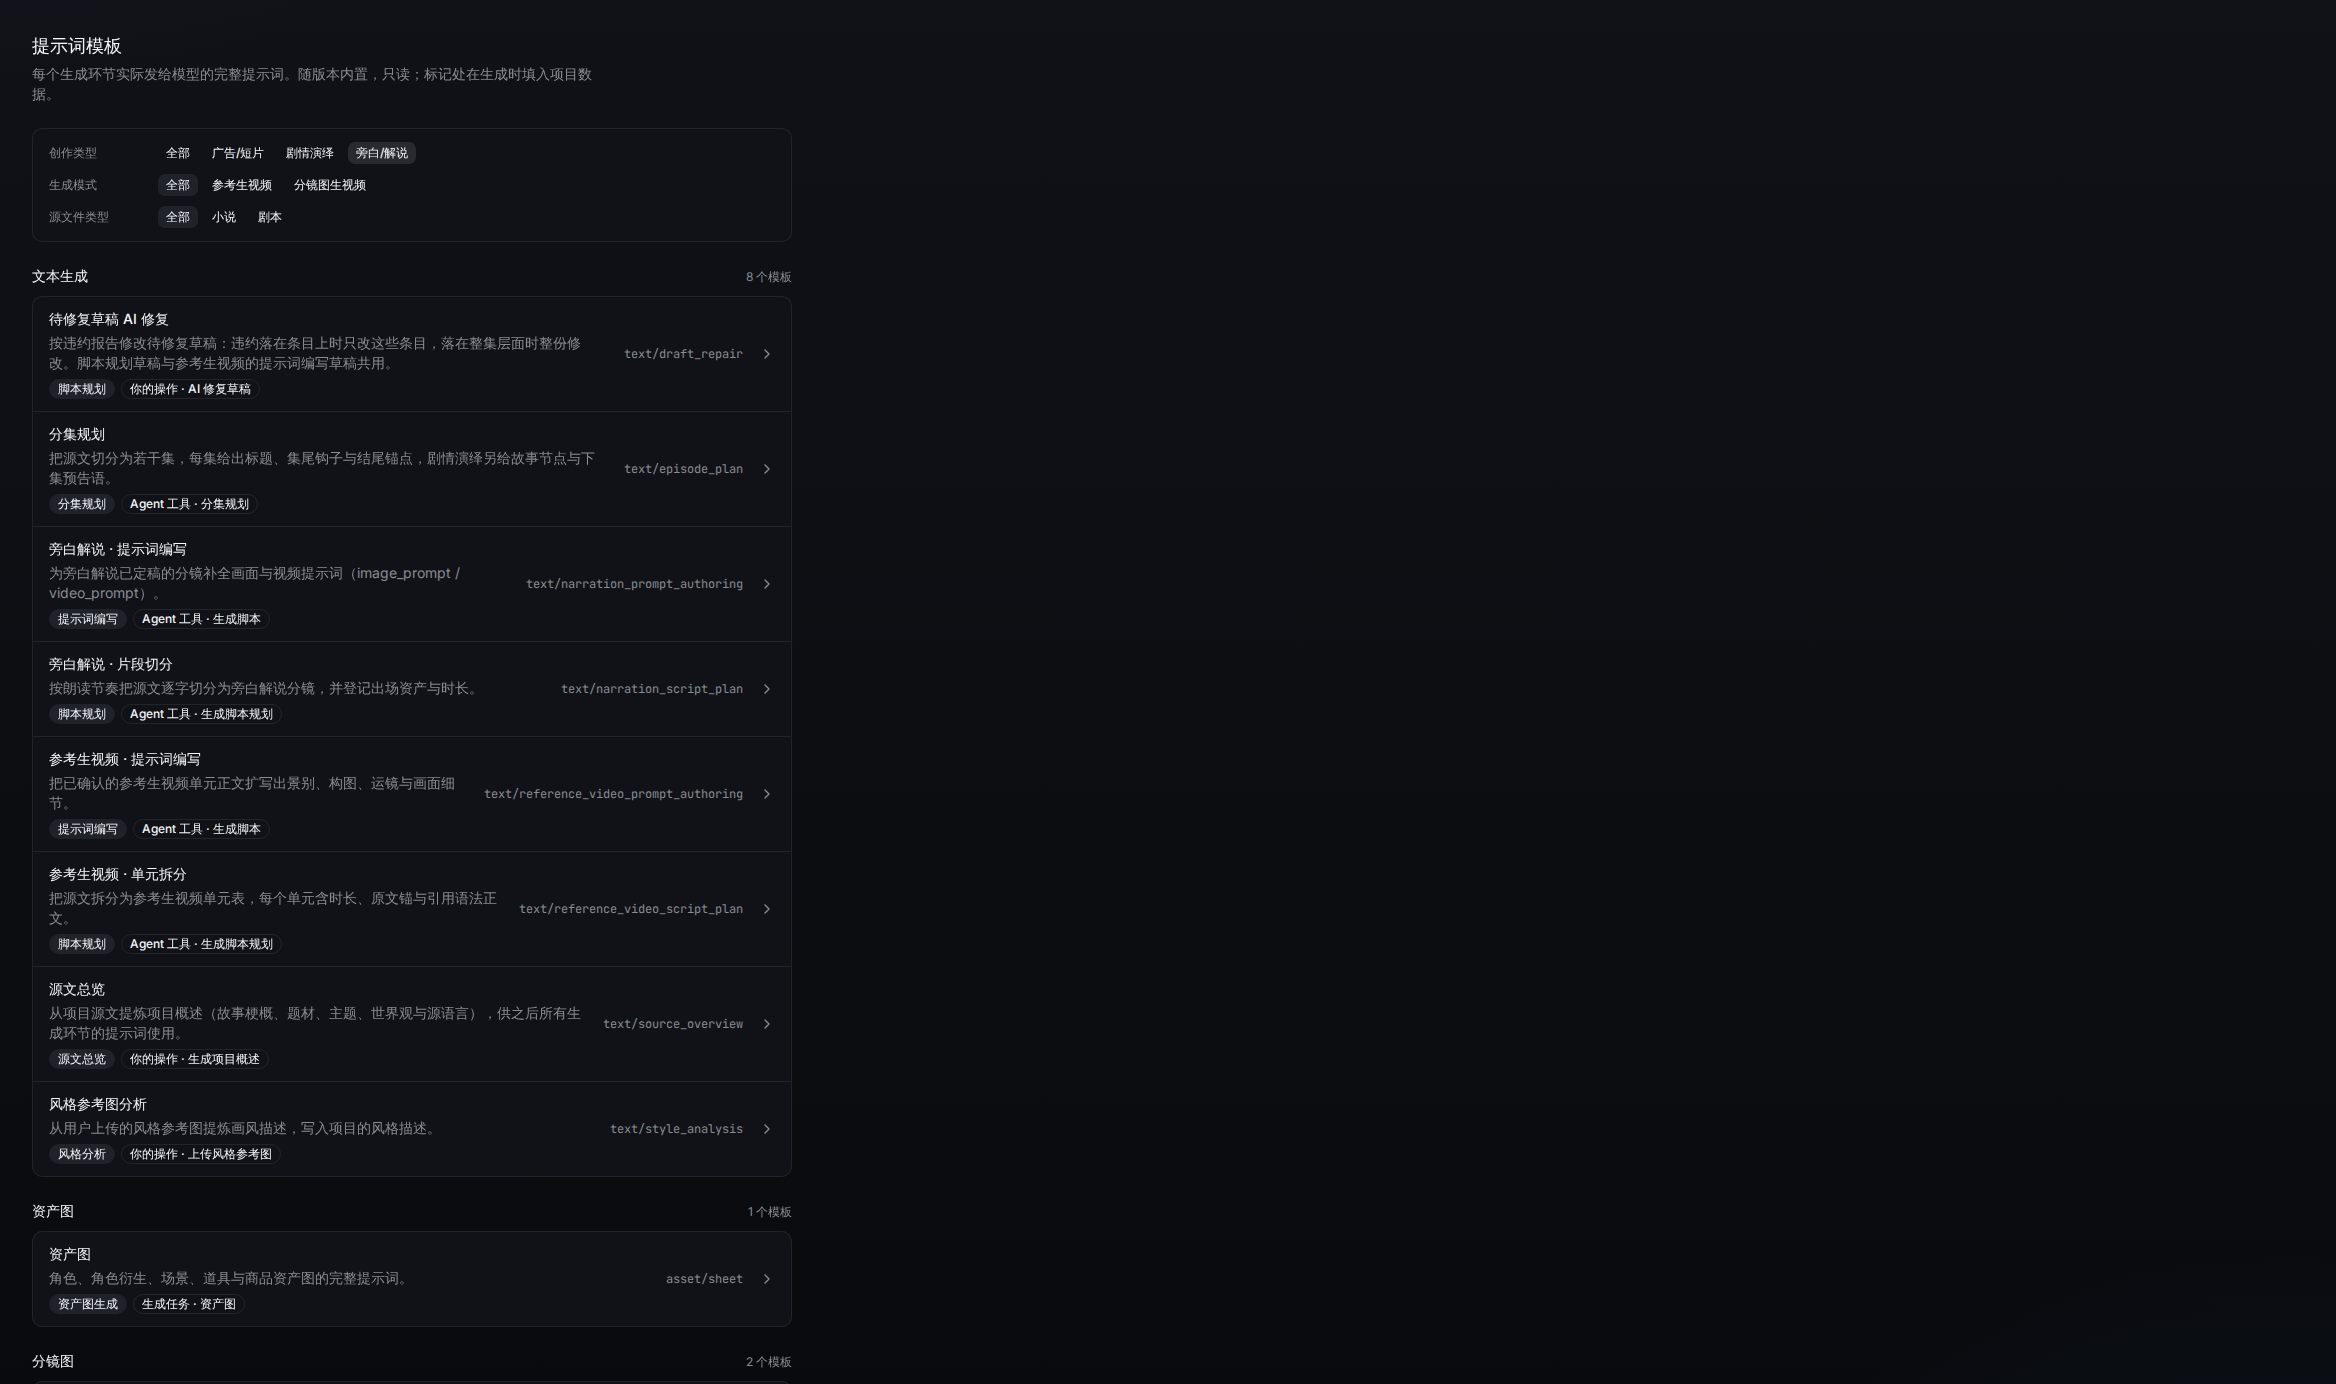 提示词模板
每个生成环节实际发给模型的完整提示词。随版本内置，只读；标记处在生成时填入项目数
据。
创作类型 全部 广告/短片 剧情演绎 旁白/解说
生成模式 全部 参考生视频 分镜图生视频
源文件类型 全部 小说 剧本
文本生成 8 个模板
待修复草稿 AI 修复
按违约报告修改待修复草稿：违约落在条目上时只改这些条目，落在整集层面时整份修
改。脚本规划草稿与参考生视频的提示词编写草稿共用。
text/draft_repair
脚本规划 你的操作 · AI 修复草稿
分集规划
把源文切分为若干集，每集给出标题、集尾钩子与结尾锚点，剧情演绎另给故事节点与下
集预告语。
text/episode_plan
分集规划 Agent 工具 · 分集规划
旁白解说 · 提示词编写
为旁白解说已定稿的分镜补全画面与视频提示词（image_prompt /
video_prompt）。
text/narration_prompt_authoring
提示词编写 Agent 工具 · 生成脚本
旁白解说 · 片段切分
按朗读节奏把源文逐字切分为旁白解说分镜，并登记出场资产与时长。
text/narration_script_plan
脚本规划 Agent 工具 · 生成脚本规划
参考生视频 · 提示词编写
把已确认的参考生视频单元正文扩写出景别、构图、运镜与画面细
节。
text/reference_video_prompt_authoring
提示词编写 Agent 工具 · 生成脚本
参考生视频 · 单元拆分
把源文拆分为参考生视频单元表，每个单元含时长、原文锚与引用语法正
文。
text/reference_video_script_plan
脚本规划 Agent 工具 · 生成脚本规划
源文总览
从项目源文提炼项目概述（故事梗概、题材、主题、世界观与源语言），供之后所有生
成环节的提示词使用。
text/source_overview
源文总览 你的操作 · 生成项目概述
风格参考图分析
从用户上传的风格参考图提炼画风描述，写入项目的风格描述。
text/style_analysis
风格分析 你的操作 · 上传风格参考图
资产图 1 个模板
资产图
角色、角色衍生、场景、道具与商品资产图的完整提示词。
asset/sheet
资产图生成 生成任务 · 资产图
分镜图 2 个模板